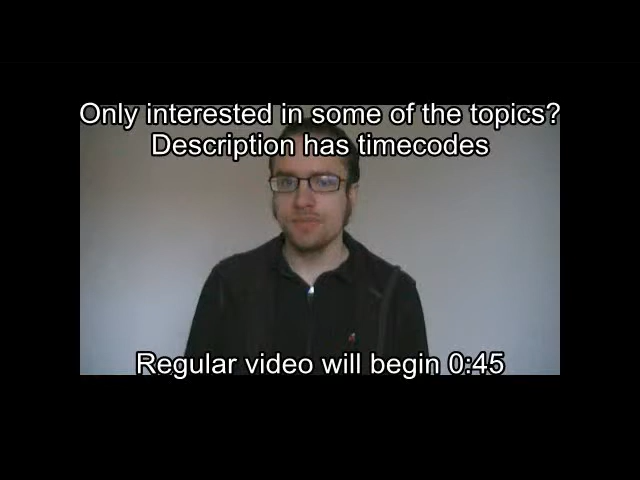 Only interested in some of the topics?
Description has timecodes
Regular video will begin 0:45